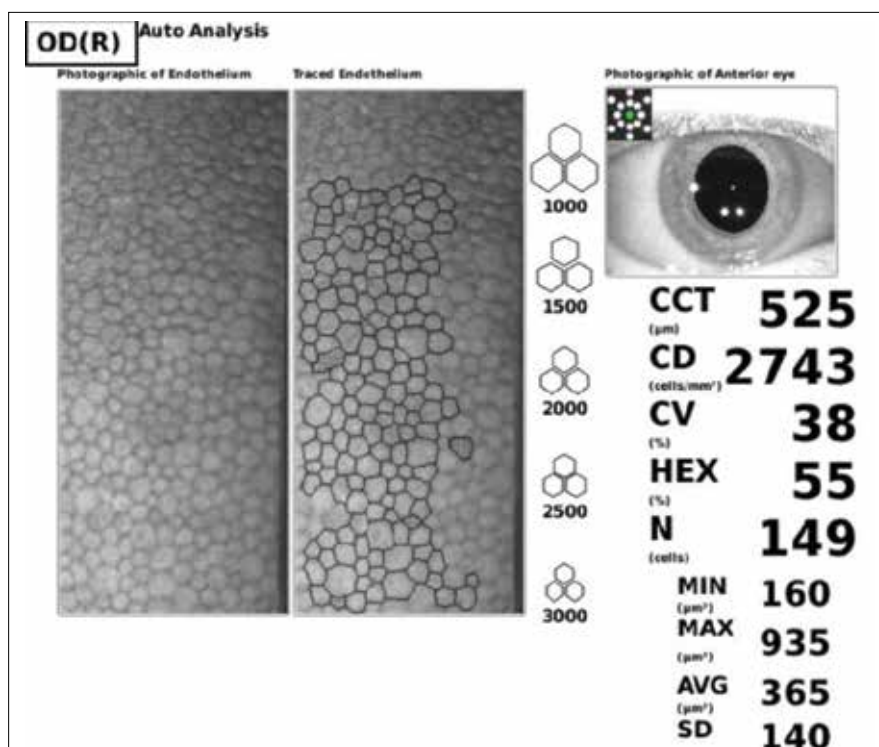 OD(R) Auto Analysis
Photographic of Endothelium Traced Endothelium Photographic of Anterior eye
1000
1500
2000
2500
3000
CCT 525
(μm)
CD 2743
(cells/mm²)
CV 38
(%)
HEX 55
(%)
N 149
(cells)
MIN 160
(μm²)
MAX 935
(μm²)
AVG 365
(μm²)
SD 140